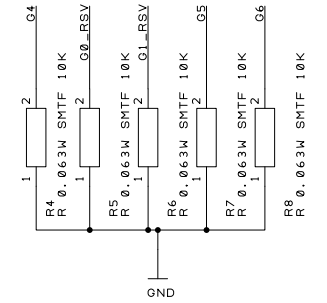 G4
G0_RSV
G1_RSV
G5
G6
2
1
R4
R 0.063W SMTF 10K
2
1
R5
R 0.063W SMTF 10K
2
1
R6
R 0.063W SMTF 10K
2
1
R7
R 0.063W SMTF 10K
2
1
R8
R 0.063W SMTF 10K
GND